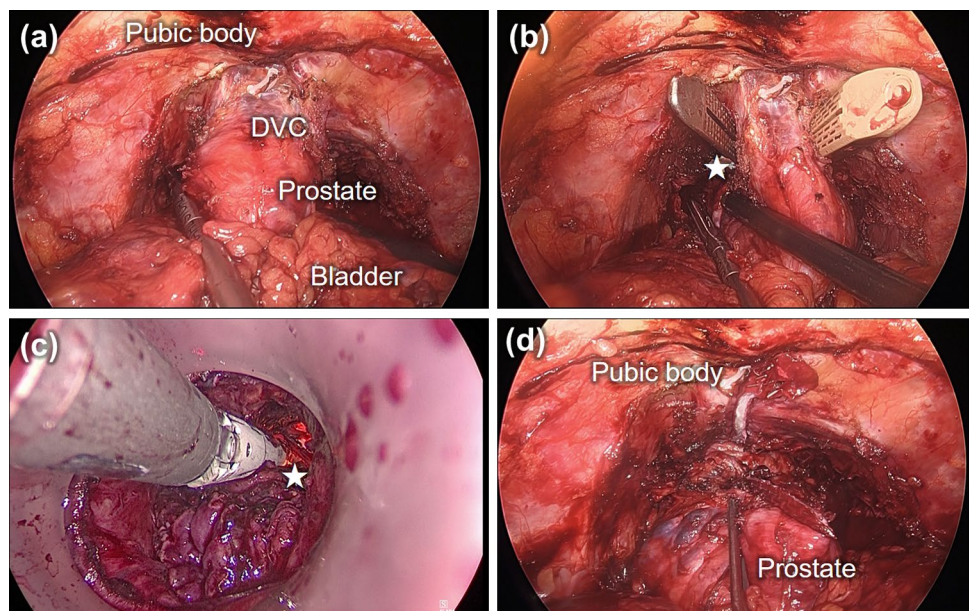 (a)
Pubic body
DVC
Prostate
Bladder
(b)
(c)
(d)
Pubic body
Prostate